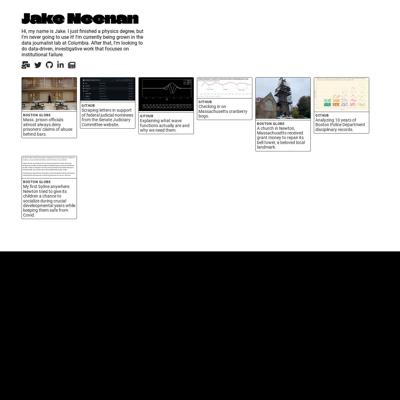 Jake Neenan
Hi, my name is Jake. I just finished a physics degree, but
I'm never going to use it! I'm currently being grown in the
data journalist lab at Columbia. After that, I'm looking to
do data-driven, investigative work that focuses on
institutional failure.
BOSTON GLOBE
Mass. prison officials
almost always deny
prisoners' claims of abuse
behind bars.
GITHUB
Scraping letters in support
of federal judicial nominees
from the Senate Judiciary
Committee website.
GITHUB
Explaining what wave
functions actually are and
why we need them.
GITHUB
Checking in on
Massachusetts cranberry
bogs.
BOSTON GLOBE
A church in Newton,
Massachusetts received
grant money to repair its
bell tower, a beloved local
landmark.
GITHUB
Analyzing 10 years of
Boston Police Department
disciplinary records.
BOSTON GLOBE
My first byline anywhere.
Newton tried to give its
children a chance to
socialize during crucial
developmental years while
keeping them safe from
Covid.